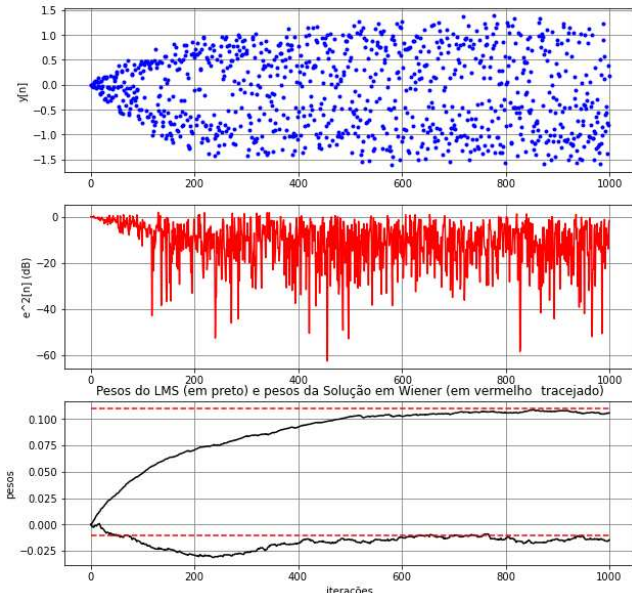 1.5
1.0
0.5
0.0
-0.5
-1.0
-1.5
y[n]
0 200 400 600 800 1000
0
-20
-40
-60
e^2[n] (dB)
0 200 400 600 800 1000
Pesos do LMS (em preto) e pesos da Solução em Wiener (em vermelho tracejado)
0.100
0.075
0.050
0.025
0.000
-0.025
pesos
0 200 400 600 800 1000
iterações